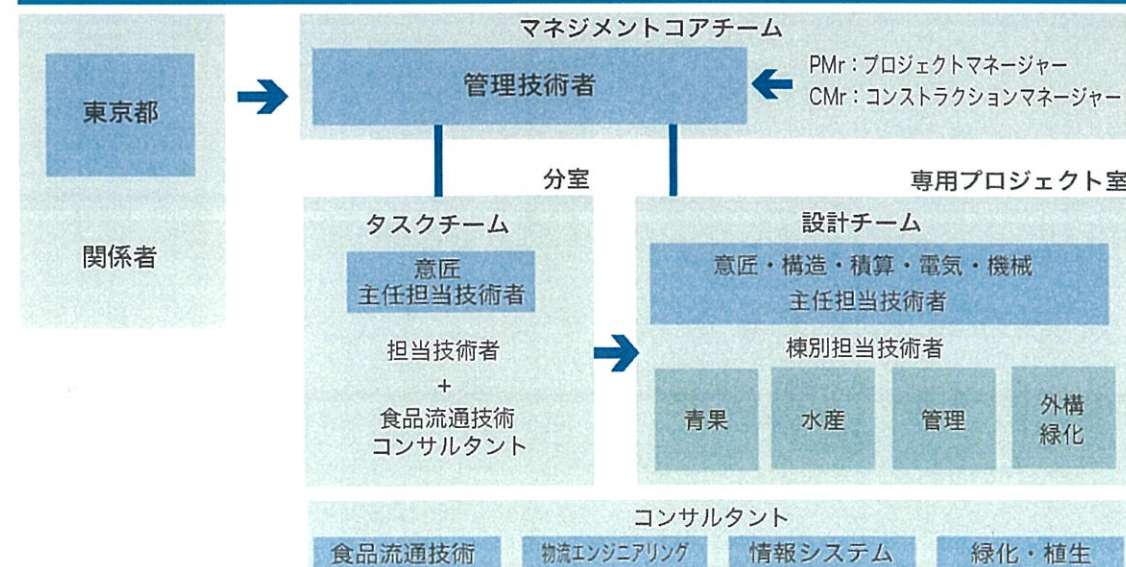 マネジメントコアチーム
東京都
関係者
管理技術者
PMr：プロジェクトマネージャー
CMr：コンストラクションマネージャー
分室
タスクチーム
意匠
主任担当技術者
担当技術者
+
食品流通技術
コンサルタント
専用プロジェクト室
設計チーム
意匠・構造・積算・電気・機械
主任担当技術者
棟別担当技術者
青果
水産
管理
外構
緑化
コンサルタント
食品流通技術
物流エンジニアリング
情報システム
緑化・植生